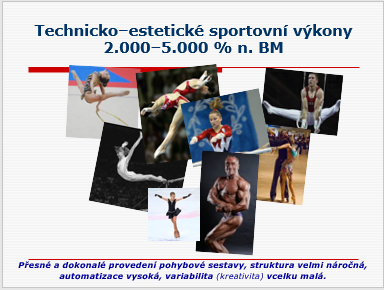 Technicko–estetické sportovní výkony
2.000–5.000 % n. BM
Přesné a dokonalé provedení pohybové sestavy, struktura velmi náročná,
automatizace vysoká, variabilita (kreativita) vcelku malá.